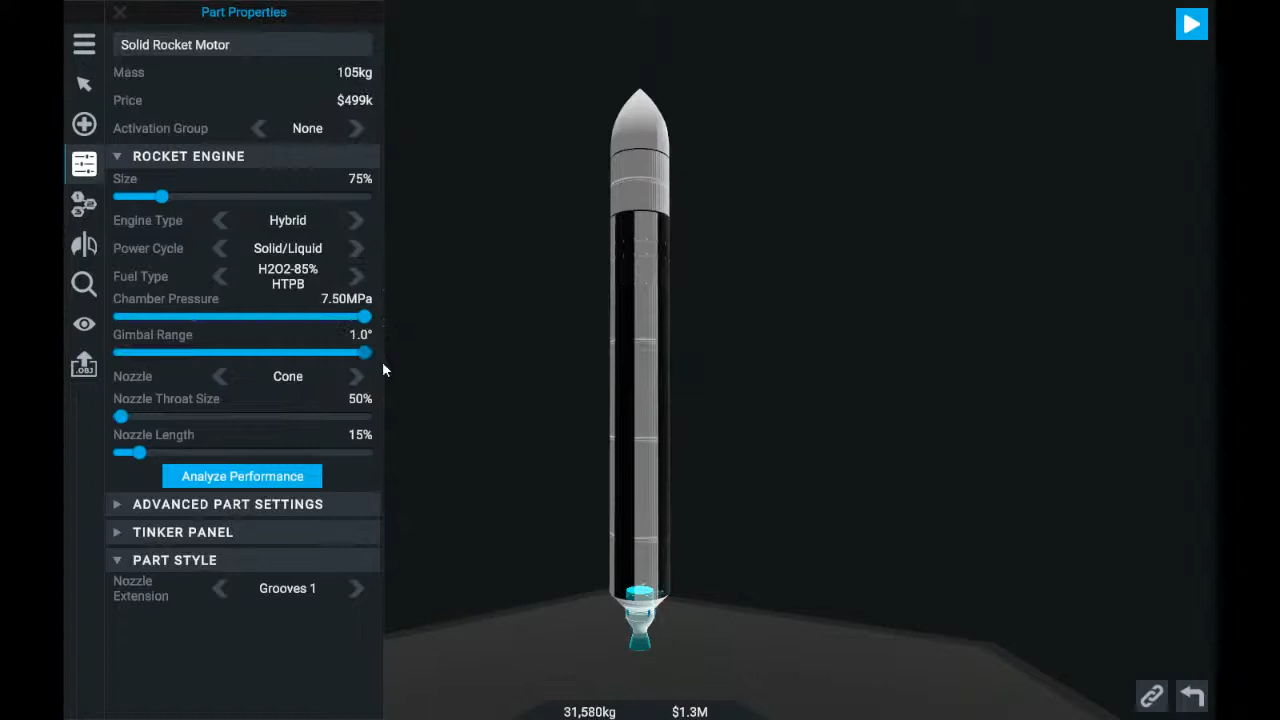 Part Properties
Solid Rocket Motor
Mass 105kg
Price $499k
Activation Group None
ROCKET ENGINE
Size 75%
Engine Type Hybrid
Power Cycle Solid/Liquid
Fuel Type H2O2-85%
HTPB
Chamber Pressure 7.50MPa
Gimbal Range 1.0°
Nozzle Cone
Nozzle Throat Size 50%
Nozzle Length 15%
Analyze Performance
ADVANCED PART SETTINGS
TINKER PANEL
PART STYLE
Nozzle
Extension Grooves 1
.OBJ
31,580kg $1.3M